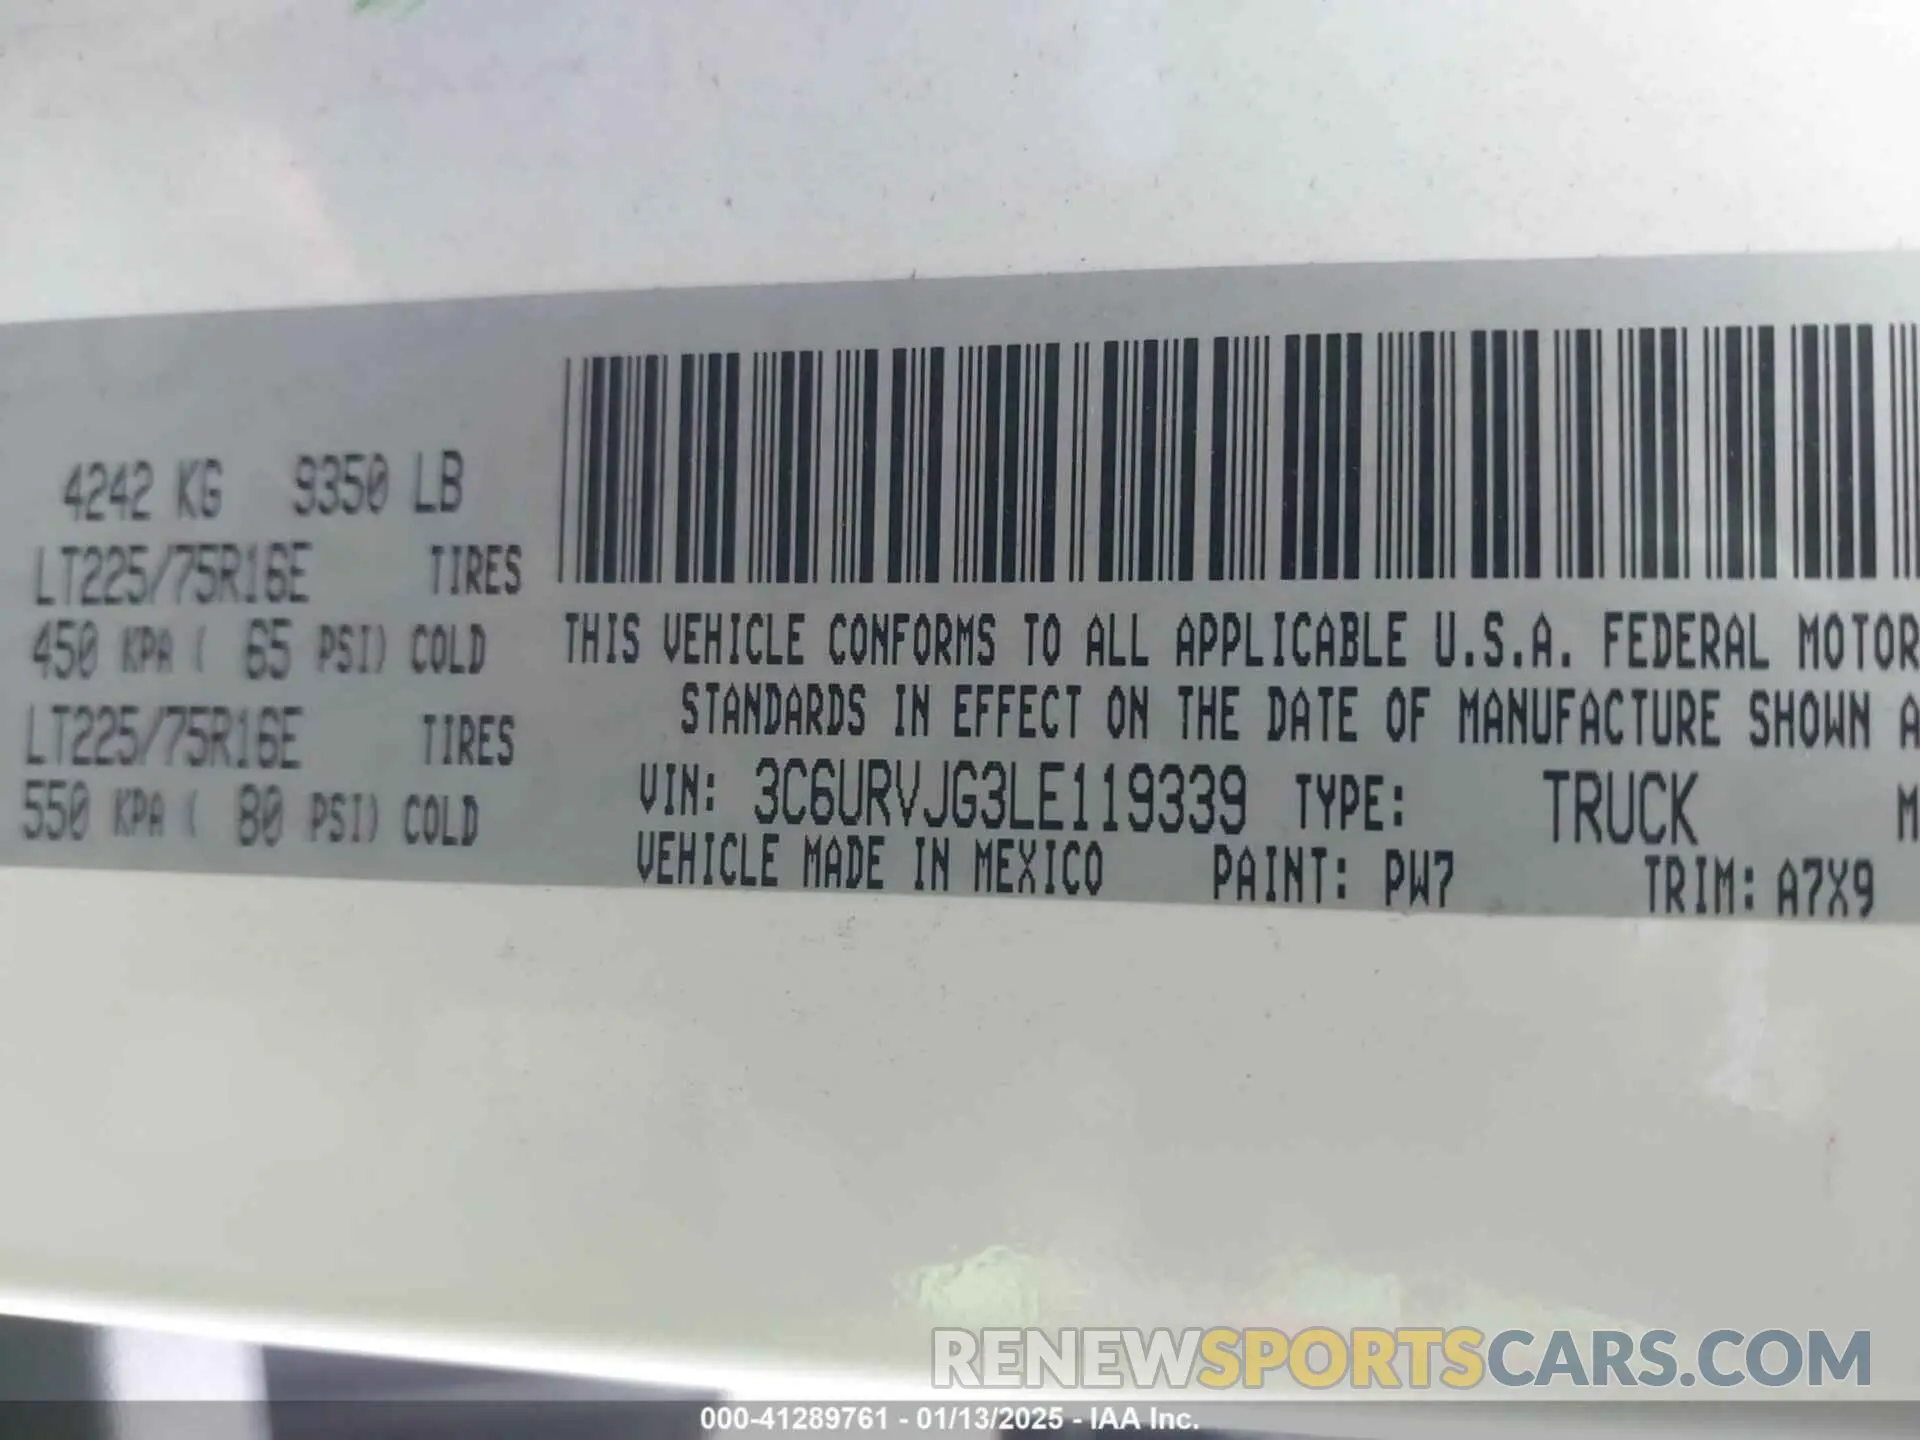 4242 KG 9350 LB
LT225/75R16E TIRES
450 KPA ( 65 PSI) COLD
LT225/75R16E TIRES
550 KPA ( 80 PSI) COLD
THIS VEHICLE CONFORMS TO ALL APPLICABLE U.S.A. FEDERAL MOTOR
STANDARDS IN EFFECT ON THE DATE OF MANUFACTURE SHOWN A
VIN: 3C6URVJG3LE119339 TYPE: TRUCK M
VEHICLE MADE IN MEXICO PAINT: PW7 TRIM: A7X9
RENEWSPORTSCARS.COM
000-41289761 - 01/13/2025 - IAA Inc.